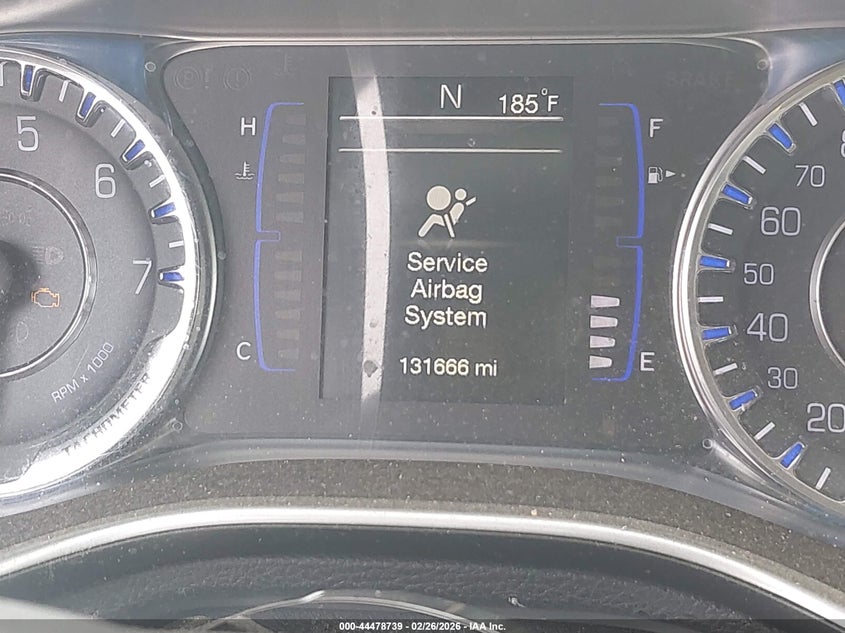 N 185°F
H
F
5
6
7
RPM x 1000
TACHOMETER
C
E
Service
Airbag
System
131666 mi
BRAKE
70
60
50
40
30
20
000-44478739 - 02/26/2026 - IAA Inc.